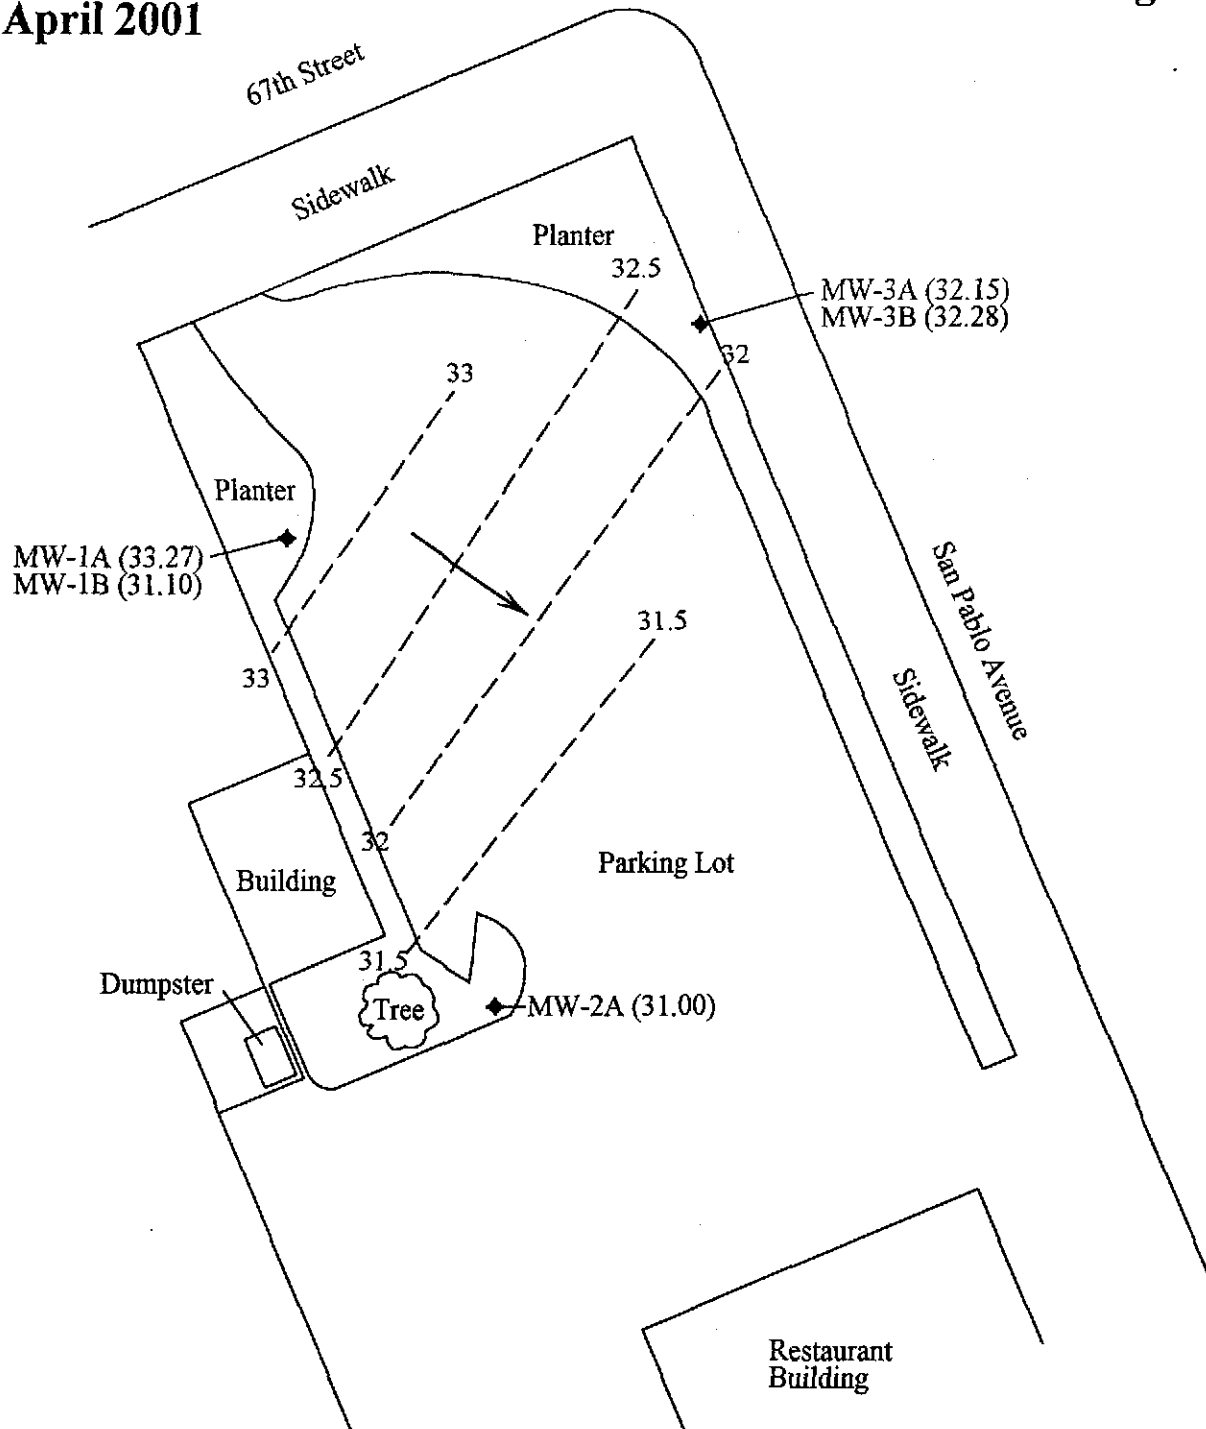 April 2001
67th Street
Sidewalk
Planter
32.5
MW-3A (32.15)
MW-3B (32.28)
32
33
Planter
MW-1A (33.27)
MW-1B (31.10)
San Pablo Avenue
31.5
33
Sidewalk
32.5
32
Parking Lot
Building
31.5
Dumpster
Tree
MW-2A (31.00)
Restaurant
Building